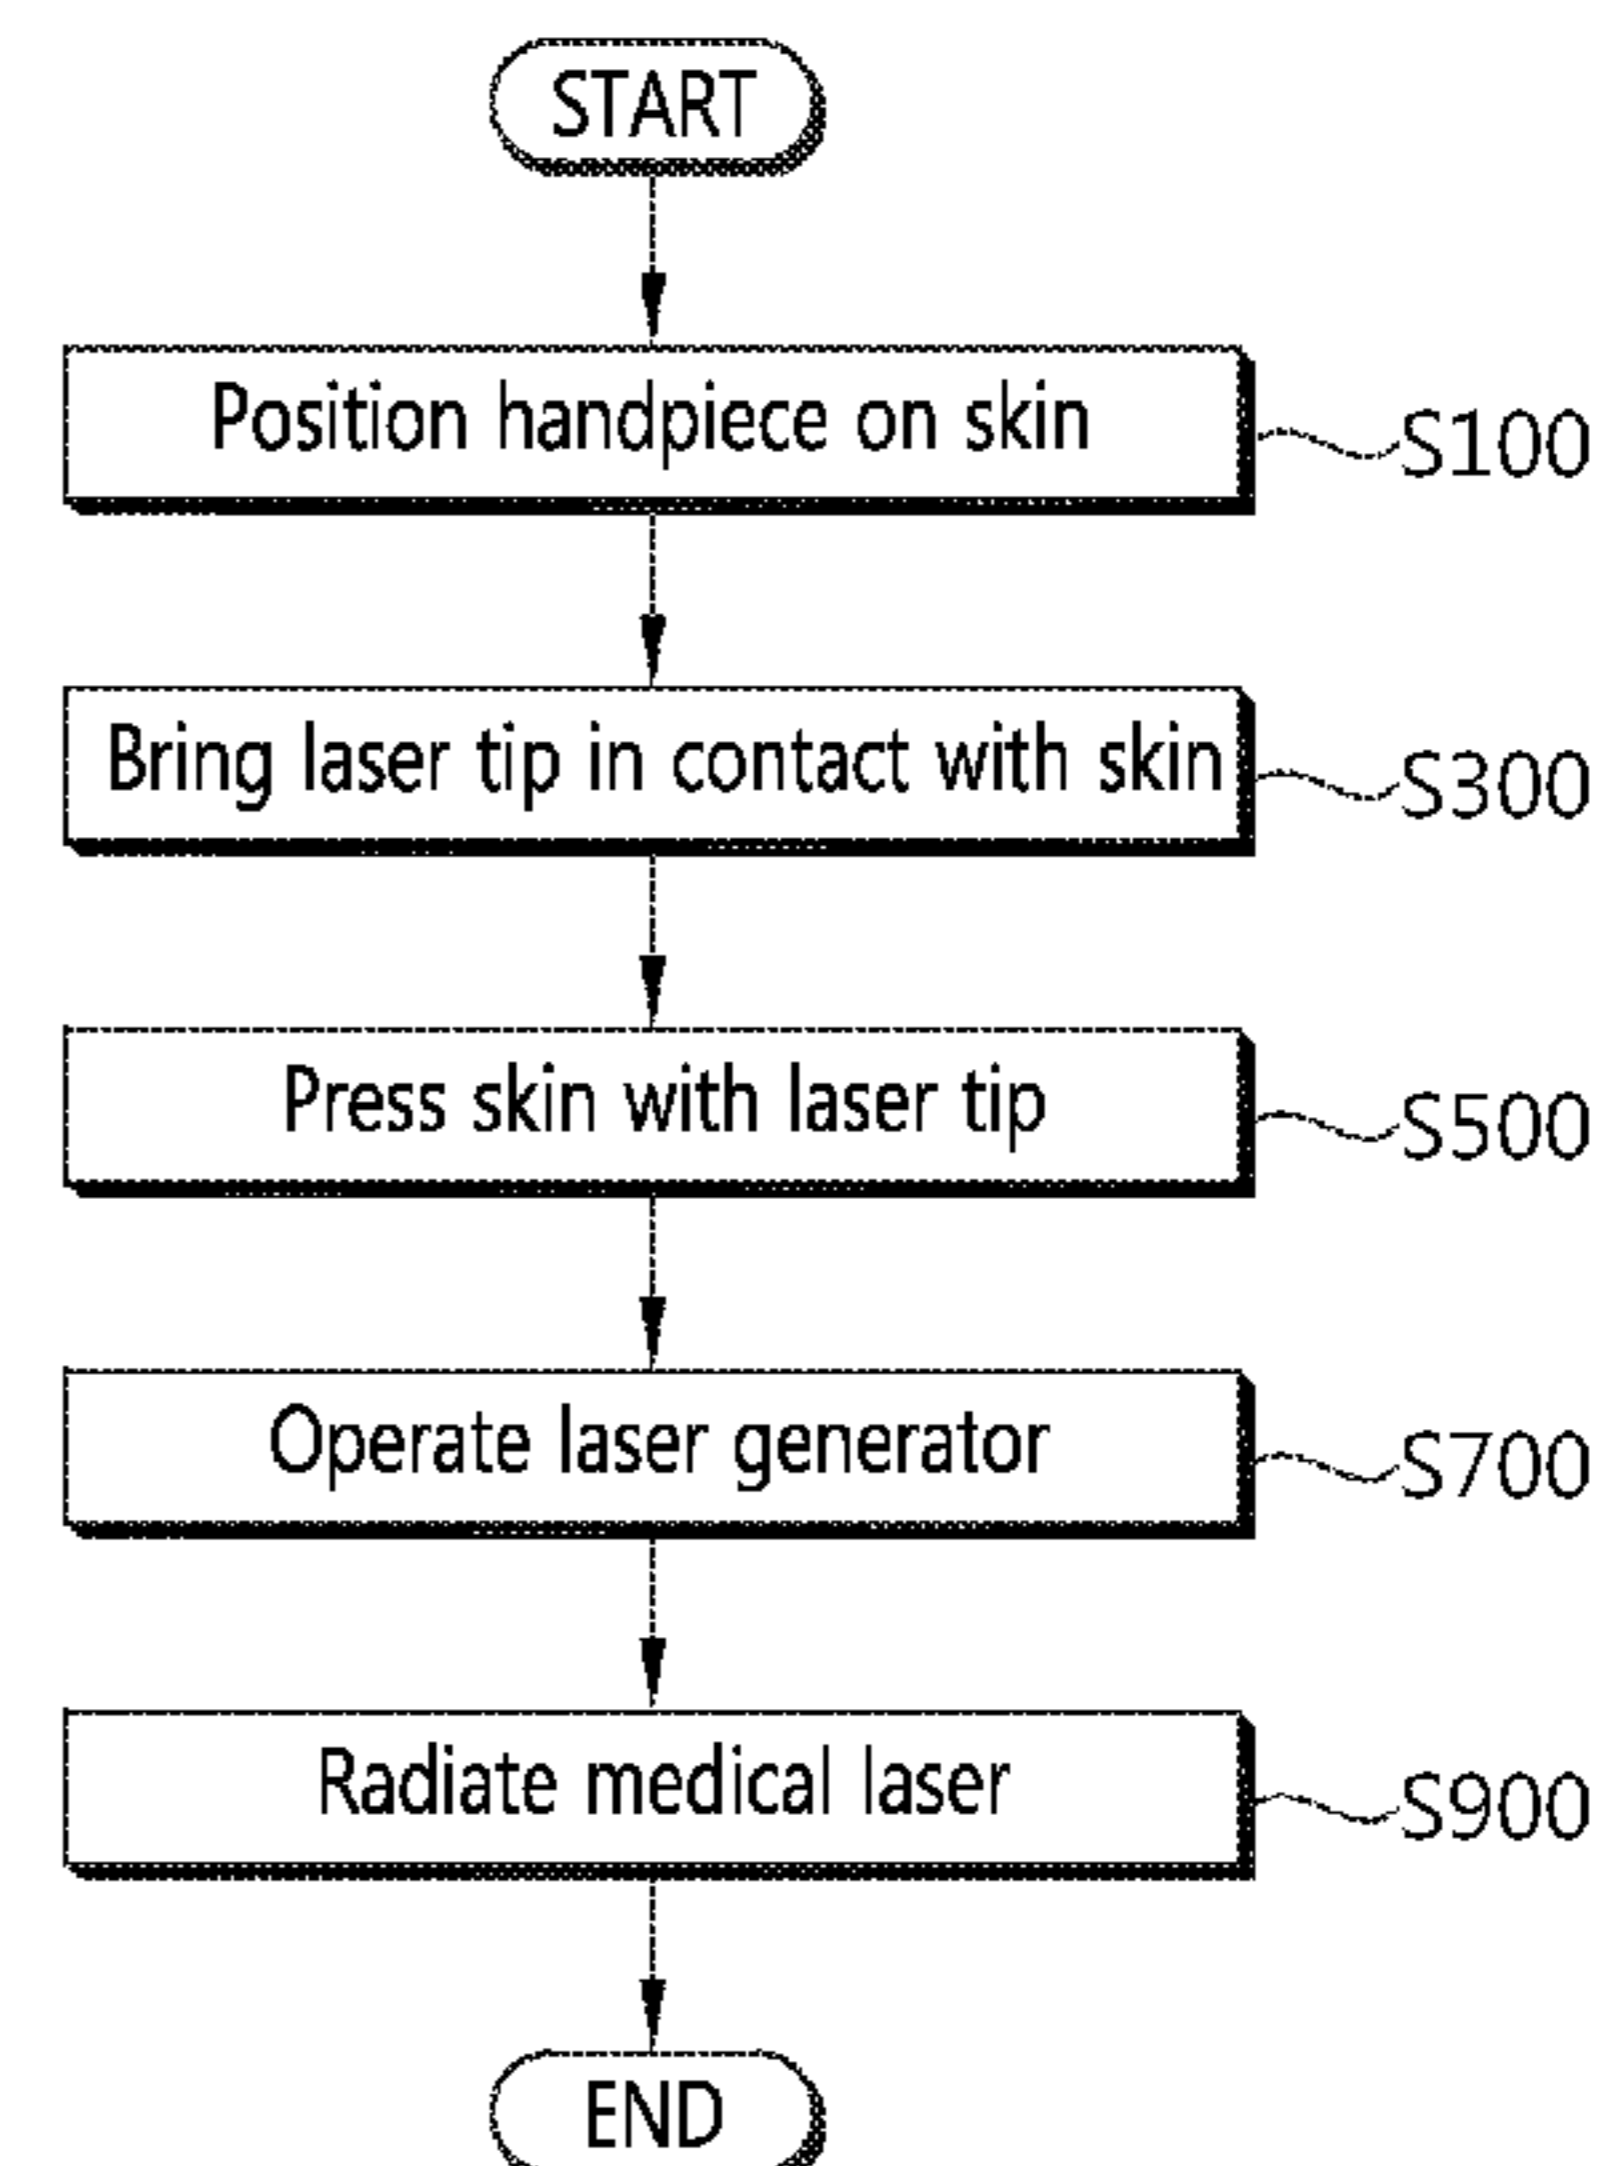 START
Position handpiece on skin
S100
Bring laser tip in contact with skin
S300
Press skin with laser tip
S500
Operate laser generator
S700
Radiate medical laser
S900
END